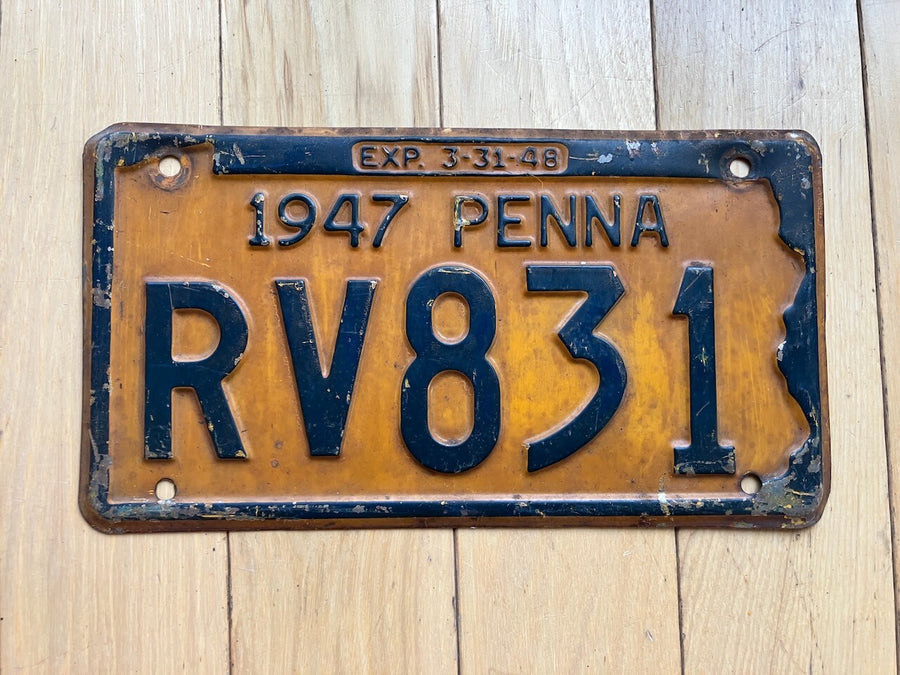 EXP. 3-31-48
1947 PENNA
RV831